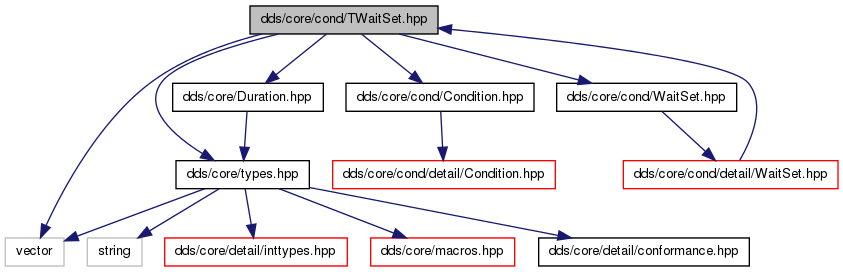 dds/core/cond/TWaitSet.hpp
dds/core/Duration.hpp
dds/core/cond/Condition.hpp
dds/core/cond/WaitSet.hpp
dds/core/types.hpp
dds/core/cond/detail/Condition.hpp
dds/core/cond/detail/WaitSet.hpp
vector
string
dds/core/detail/inttypes.hpp
dds/core/macros.hpp
dds/core/detail/conformance.hpp